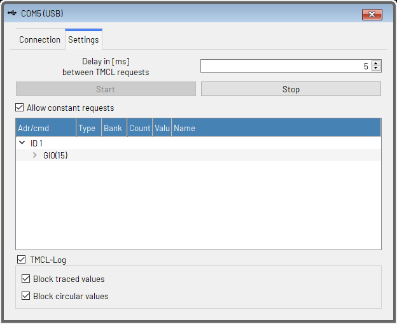 COM5 (USB)
Connection Settings
Delay in [ms]
between TMCL requests
5
Start Stop
Allow constant requests
Adr/cmd Type Bank Count Valu Name
ID 1
GIO(15)
TMCL-Log
Block traced values
Block circular values